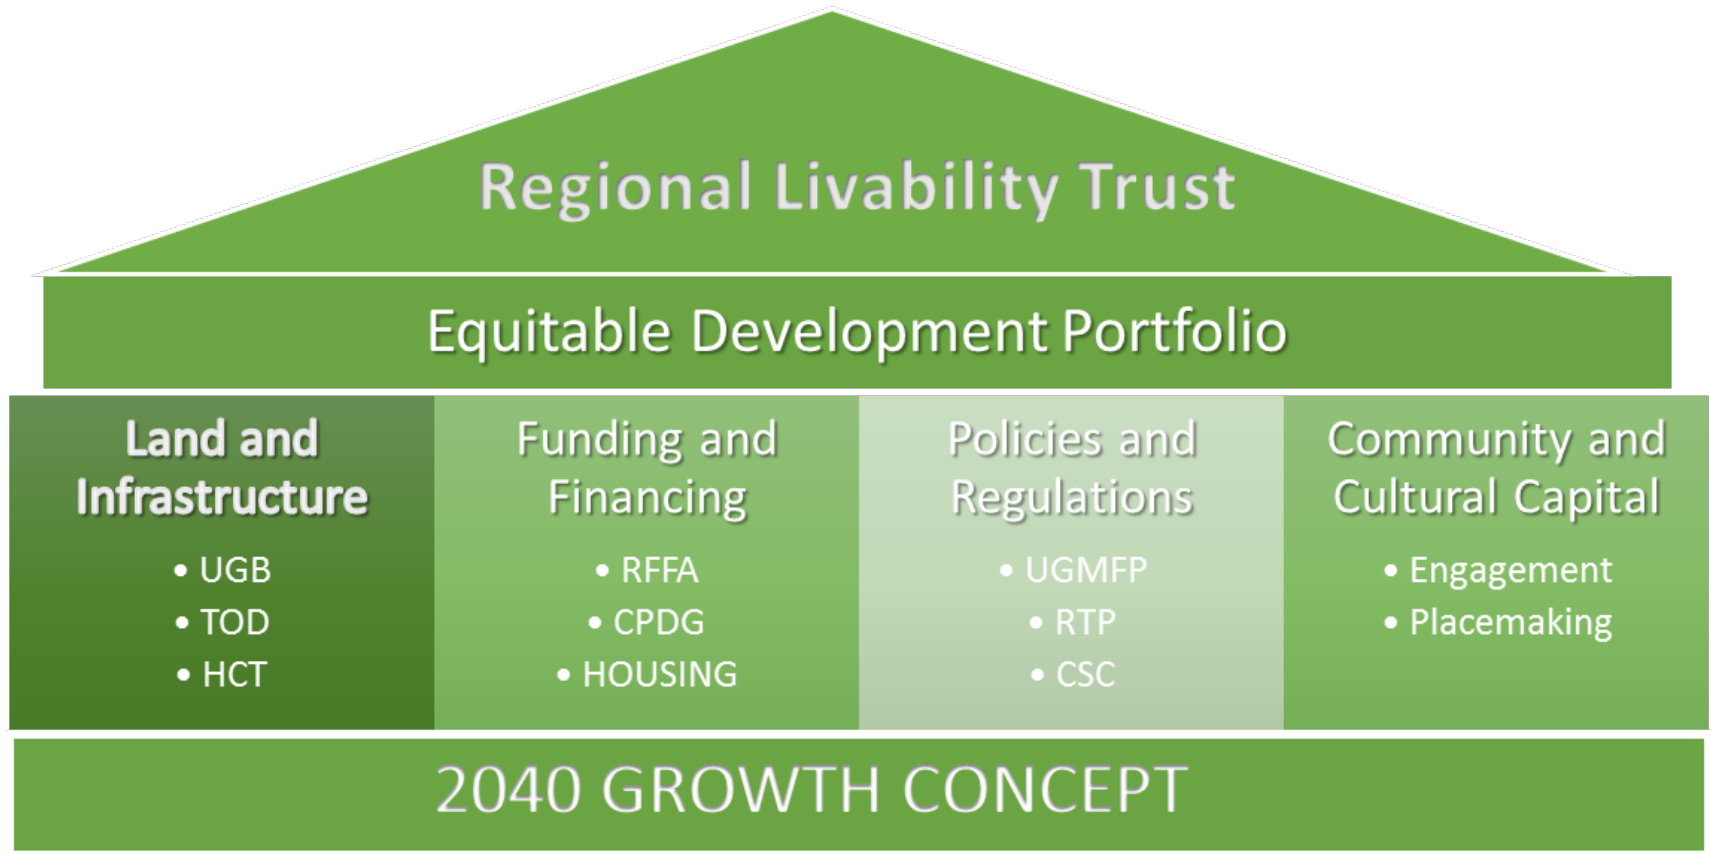 Regional Livability Trust
Equitable Development Portfolio
Land and
Infrastructure
• UGB
• TOD
• HCT
Funding and
Financing
• RFFA
• CPDG
• HOUSING
Policies and
Regulations
• UGMFP
• RTP
• CSC
Community and
Cultural Capital
• Engagement
• Placemaking
2040 GROWTH CONCEPT